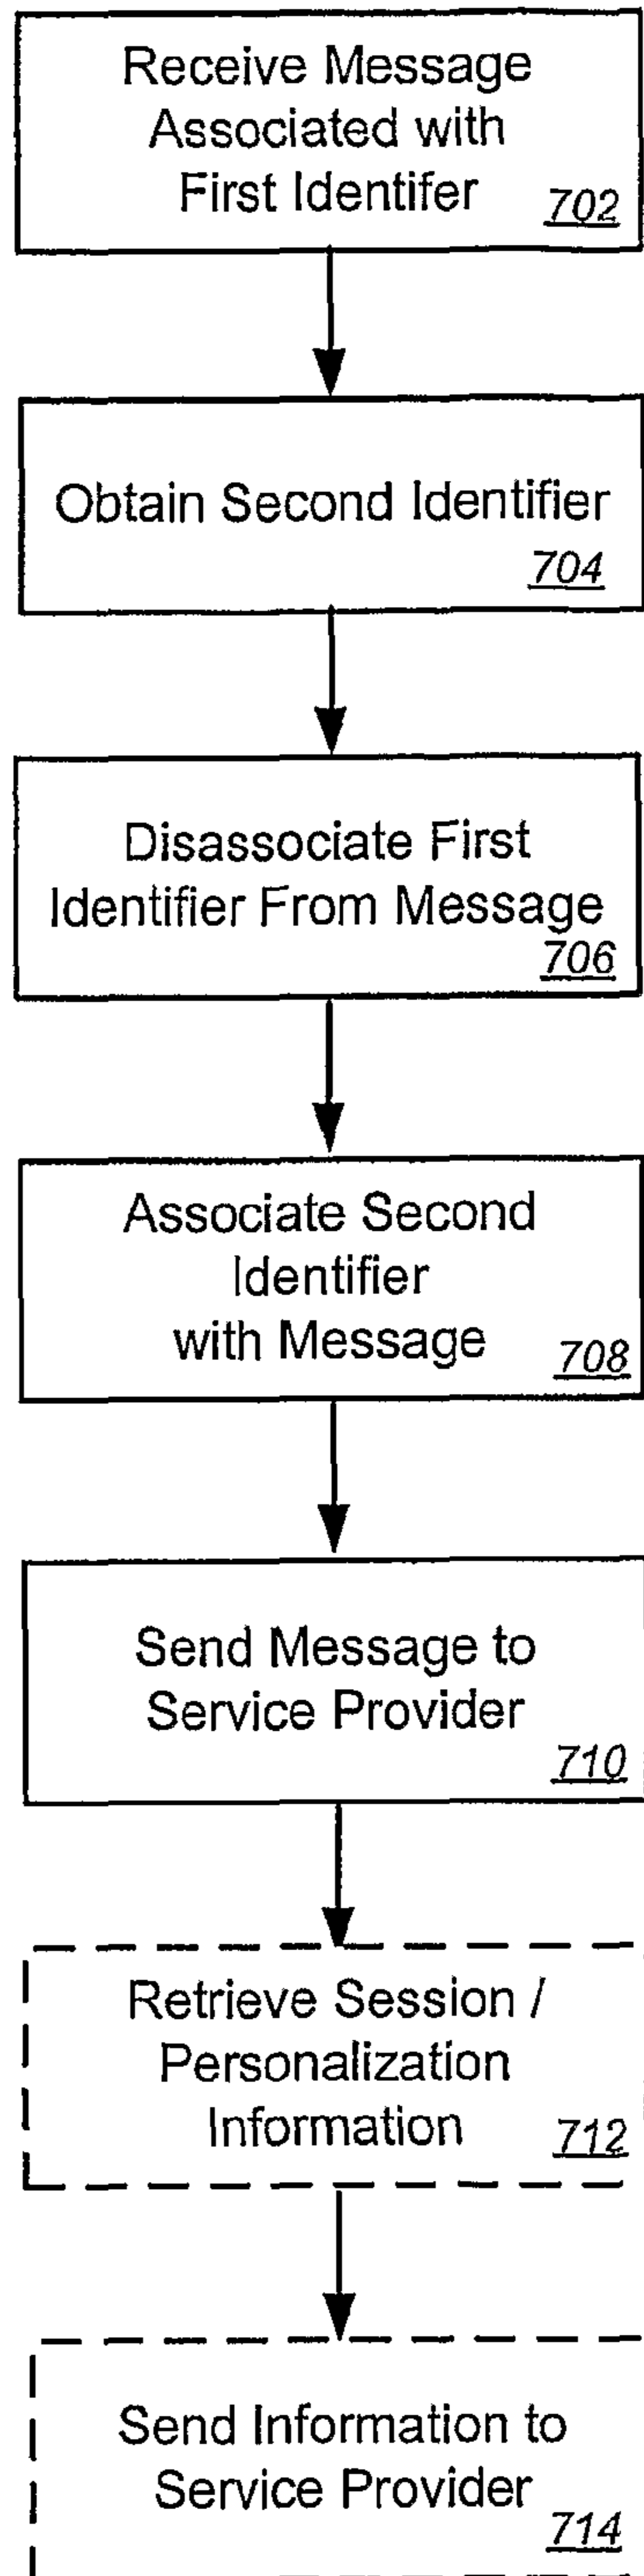 Receive Message
Associated with
First Identifer
702
Obtain Second Identifier
704
Disassociate First
Identifier From Message
706
Associate Second
Identifier
with Message
708
Send Message to
Service Provider
710
Retrieve Session /
Personalization
Information
712
Send Information to
Service Provider
714